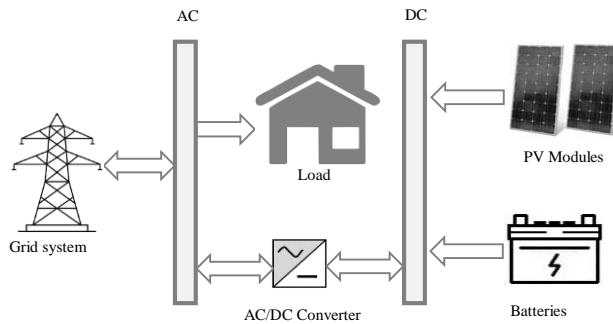 AC
DC
Load
PV Modules
Grid system
AC/DC Converter
Batteries